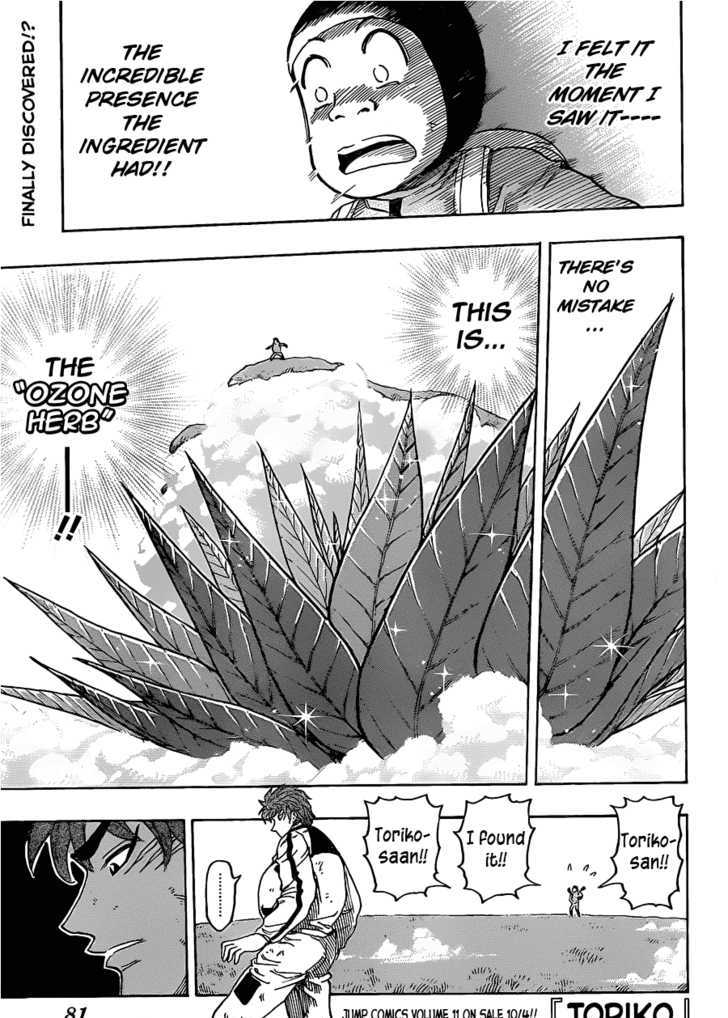 FINALLY DISCOVERED!?
I FELT IT
THE
MOMENT I
SAW IT----
THE
INCREDIBLE
PRESENCE
THE
INGREDIENT
HAD!!
THERE'S
NO
MISTAKE
...
THIS
IS...
THE
"OZONE
HERB"
!!
Toriko-
san!!
I found
it!!
Toriko-
saan!!
......
81
JUMP COMICS VOLUME 11 ON SALE 10/4!!
『TORIKO』